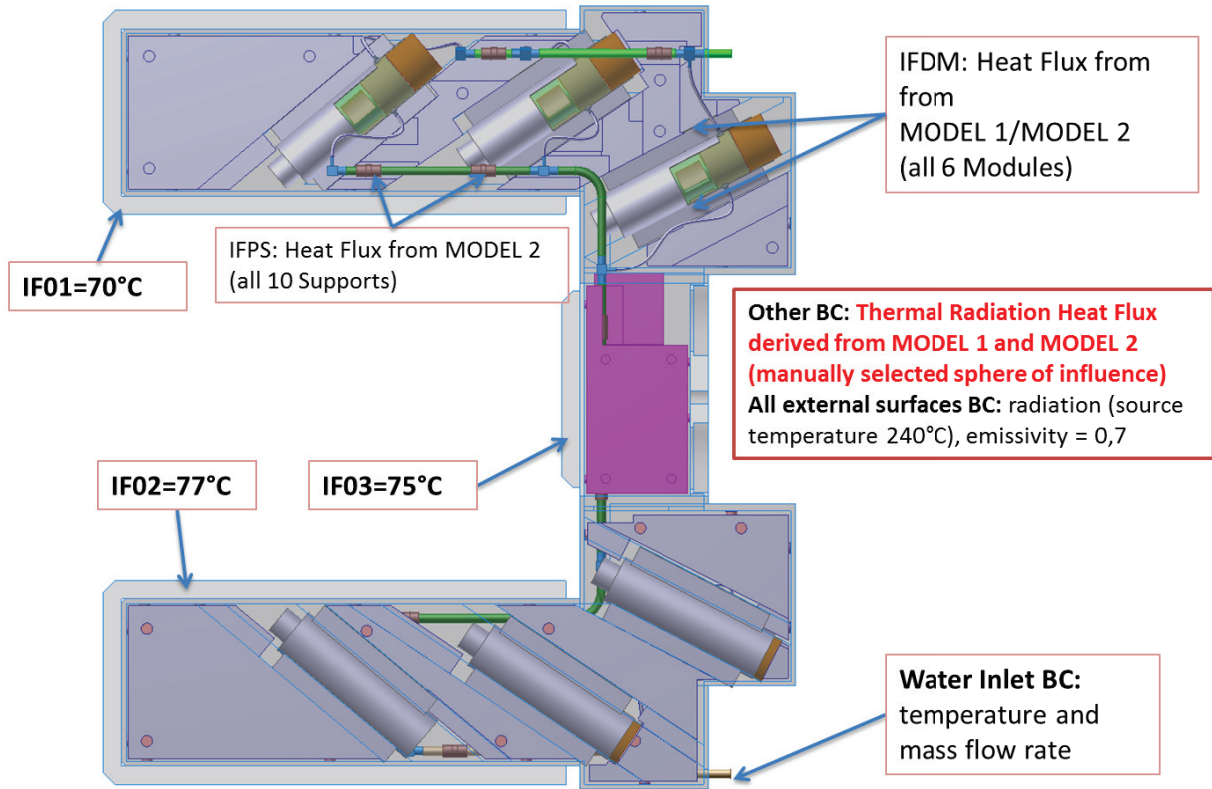 IFDM: Heat Flux from
from
MODEL 1/MODEL 2
(all 6 Modules)
IFPS: Heat Flux from MODEL 2
(all 10 Supports)
IF01=70°C
Other BC: Thermal Radiation Heat Flux
derived from MODEL 1 and MODEL 2
(manually selected sphere of influence)
All external surfaces BC: radiation (source
temperature 240°C), emissivity = 0,7
IF02=77°C
IF03=75°C
Water Inlet BC:
temperature and
mass flow rate